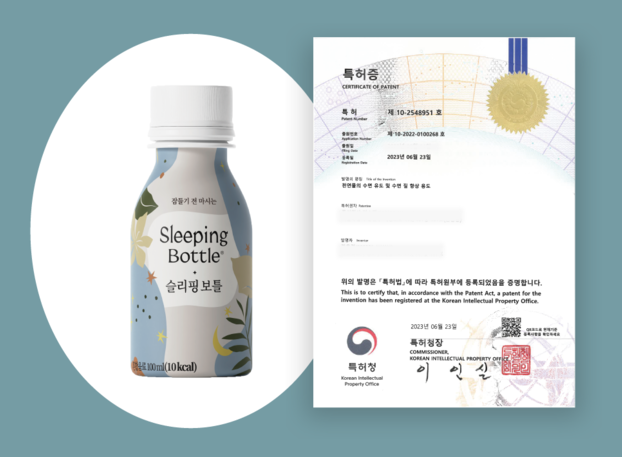 잠들기 전 마시는
Sleeping
Bottle®
슬리핑 보틀
100 ml(10 kcal)
특허증
CERTIFICATE OF PATENT
특 허
Patent Number
제 10-2548951 호
출원번호
Application Number
제 10-2022-0100268 호
출원일
Filing Date
등록일
Registration Date
2023년 06월 23일
발명의 명칭 Title of the Invention
천연물의 수면 유도 및 수면 질 향상 용도
특허권자 Patentee
발명자 Inventor
위의 발명은 「특허법」에 따라 특허원부에 등록되었음을 증명합니다.
This is to certify that, in accordance with the Patent Act, a patent for the
invention has been registered at the Korean Intellectual Property Office.
2023년 06월 23일
특허청장
COMMISSIONER,
KOREAN INTELLECTUAL PROPERTY OFFICE
이 인 실
특허청
Korean Intellectual
Property Office